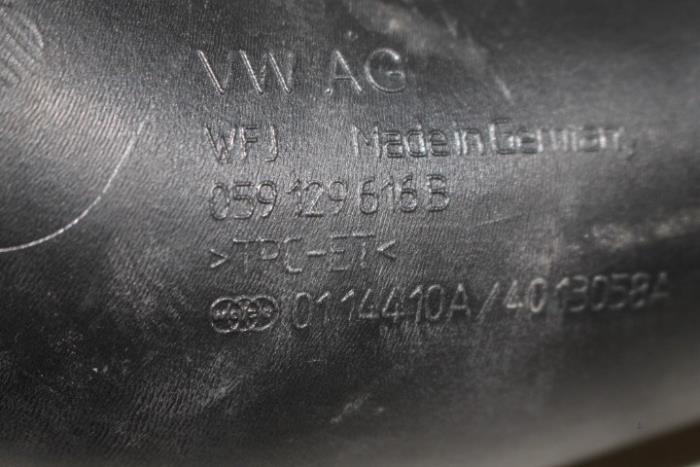 VW AG
WFJ Made in Germany
059 129 616 B
>TPC-ET<
0114410A/4013058A